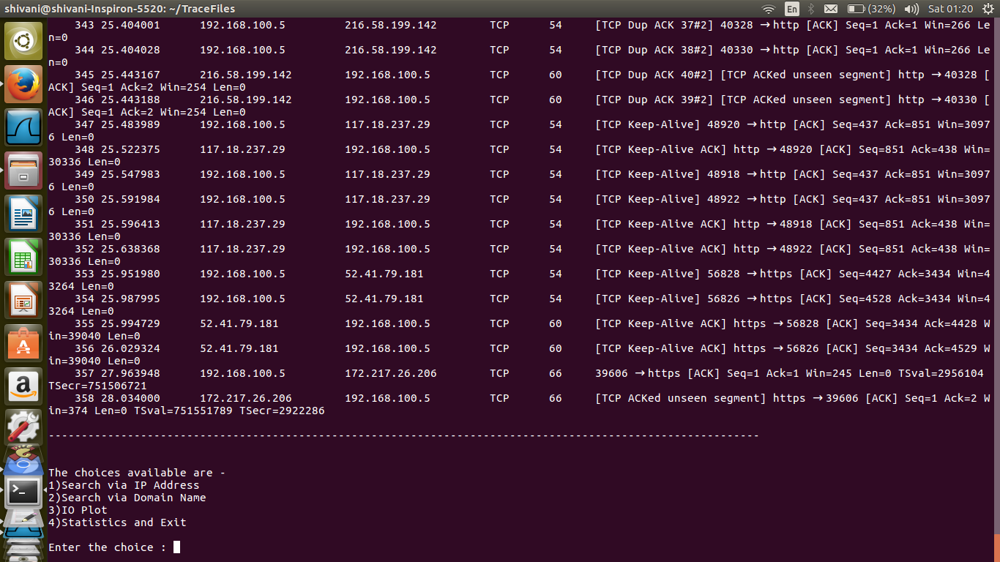 shivani@shivani-Inspiron-5520: ~/TraceFiles En (32%) Sat 01:20
343 25.404001 192.168.100.5 216.58.199.142 TCP 54 [TCP Dup ACK 37#2] 40328 → http [ACK] Seq=1 Ack=1 Win=266 Le
n=0
344 25.404028 192.168.100.5 216.58.199.142 TCP 54 [TCP Dup ACK 38#2] 40330 → http [ACK] Seq=1 Ack=1 Win=266 Le
n=0
345 25.443167 216.58.199.142 192.168.100.5 TCP 60 [TCP Dup ACK 40#2] [TCP ACKed unseen segment] http → 40328 [
ACK] Seq=1 Ack=2 Win=254 Len=0
346 25.443188 216.58.199.142 192.168.100.5 TCP 60 [TCP Dup ACK 39#2] [TCP ACKed unseen segment] http → 40330 [
ACK] Seq=1 Ack=2 Win=254 Len=0
347 25.483989 192.168.100.5 117.18.237.29 TCP 54 [TCP Keep-Alive] 48920 → http [ACK] Seq=437 Ack=851 Win=3097
6 Len=0
348 25.522375 117.18.237.29 192.168.100.5 TCP 54 [TCP Keep-Alive ACK] http → 48920 [ACK] Seq=851 Ack=438 Win=
30336 Len=0
349 25.547983 192.168.100.5 117.18.237.29 TCP 54 [TCP Keep-Alive] 48918 → http [ACK] Seq=437 Ack=851 Win=3097
6 Len=0
350 25.591984 192.168.100.5 117.18.237.29 TCP 54 [TCP Keep-Alive] 48922 → http [ACK] Seq=437 Ack=851 Win=3097
6 Len=0
351 25.596413 117.18.237.29 192.168.100.5 TCP 54 [TCP Keep-Alive ACK] http → 48918 [ACK] Seq=851 Ack=438 Win=
30336 Len=0
352 25.638368 117.18.237.29 192.168.100.5 TCP 54 [TCP Keep-Alive ACK] http → 48922 [ACK] Seq=851 Ack=438 Win=
30336 Len=0
353 25.951980 192.168.100.5 52.41.79.181 TCP 54 [TCP Keep-Alive] 56828 → https [ACK] Seq=4427 Ack=3434 Win=4
3264 Len=0
354 25.987995 192.168.100.5 52.41.79.181 TCP 54 [TCP Keep-Alive] 56826 → https [ACK] Seq=4528 Ack=3434 Win=4
3264 Len=0
355 25.994729 52.41.79.181 192.168.100.5 TCP 60 [TCP Keep-Alive ACK] https → 56828 [ACK] Seq=3434 Ack=4428 W
in=39040 Len=0
356 26.029324 52.41.79.181 192.168.100.5 TCP 60 [TCP Keep-Alive ACK] https → 56826 [ACK] Seq=3434 Ack=4529 W
in=39040 Len=0
357 27.963948 192.168.100.5 172.217.26.206 TCP 66 39606 → https [ACK] Seq=1 Ack=1 Win=245 Len=0 TSval=2956104
TSecr=751506721
358 28.034000 172.217.26.206 192.168.100.5 TCP 66 [TCP ACKed unseen segment] https → 39606 [ACK] Seq=1 Ack=2 W
in=374 Len=0 TSval=751551789 TSecr=2922286
------------------------------------------------------------------------------------------------------------
The choices available are -
1)Search via IP Address
2)Search via Domain Name
3)IO Plot
4)Statistics and Exit
Enter the choice :